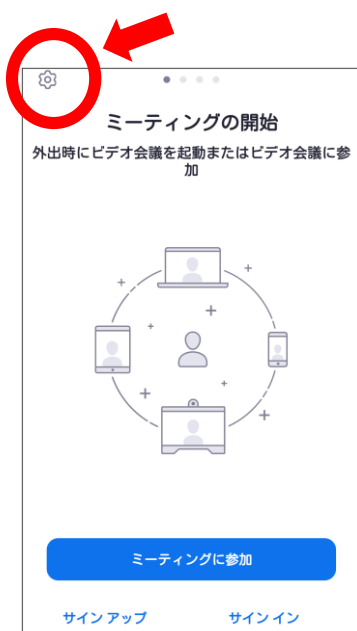 ミーティングの開始
外出時にビデオ会議を起動またはビデオ会議に参
加
ミーティングに参加
サイン アップ
サイン イン